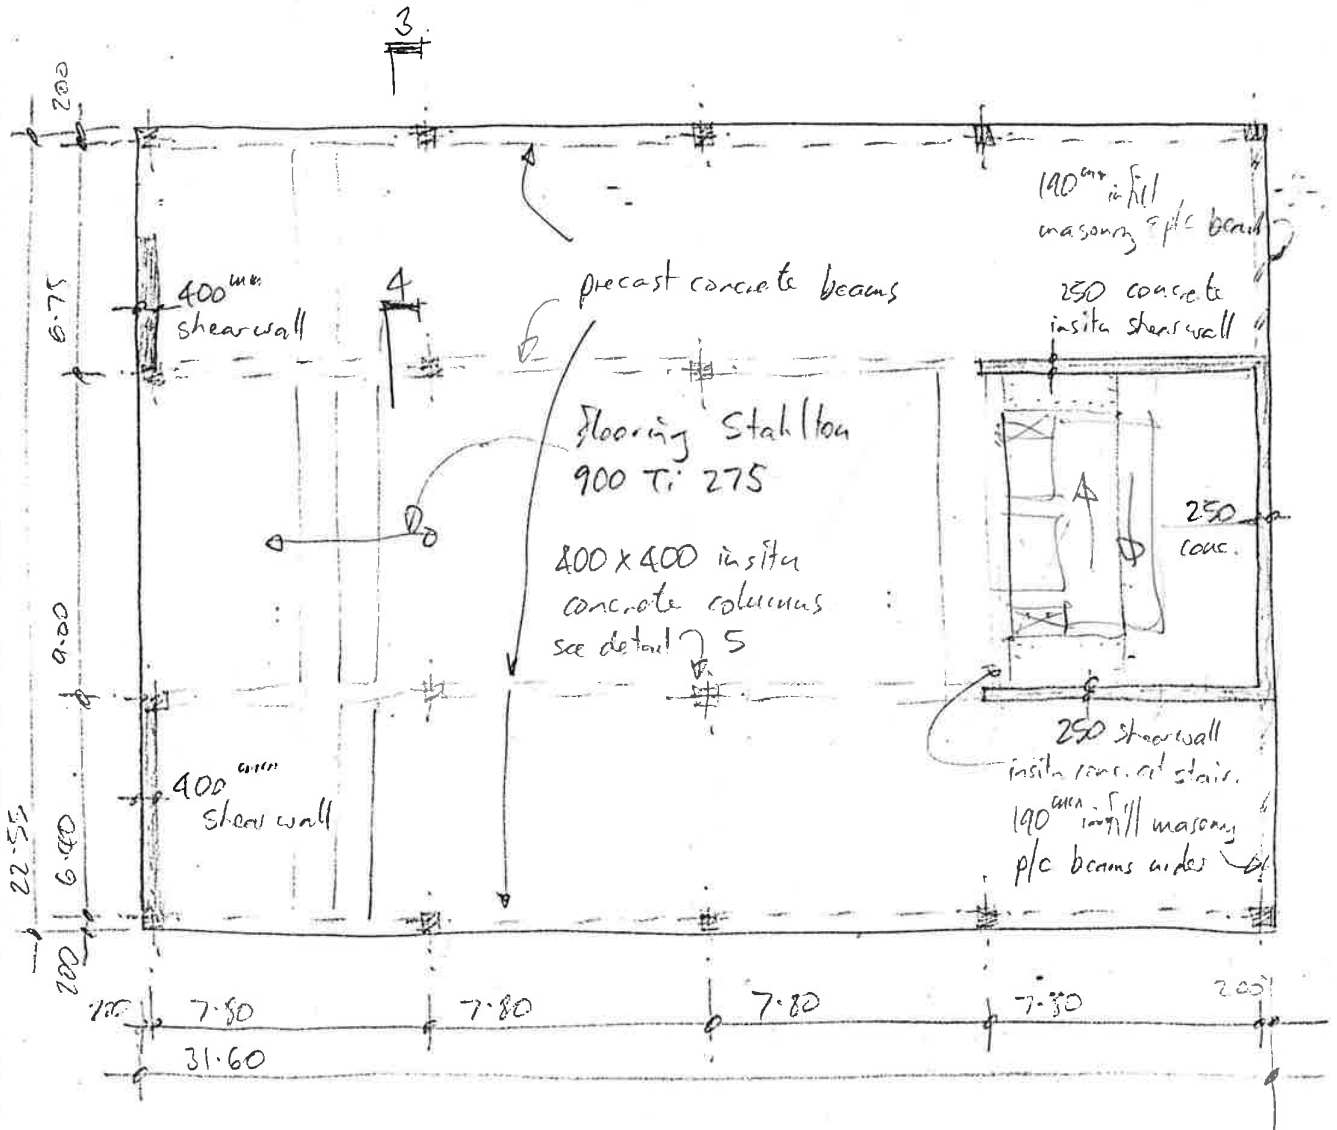 3
200
190mm infill
masonry & p/c beam
400mm
shearwall
4
precast concrete beams
250 concrete
insitu shearwall
6.75
Flooring Stahlton
900 Ti 275
250
conc.
400 x 400 insitu
concrete columns
see detail 5
9.00
400mm
shear wall
250 shearwall
insitu conc. stair.
190mm infill masonry
p/c beams under
22.55
6.40
200
200
7.80
7.80
7.80
7.80
200
31.60